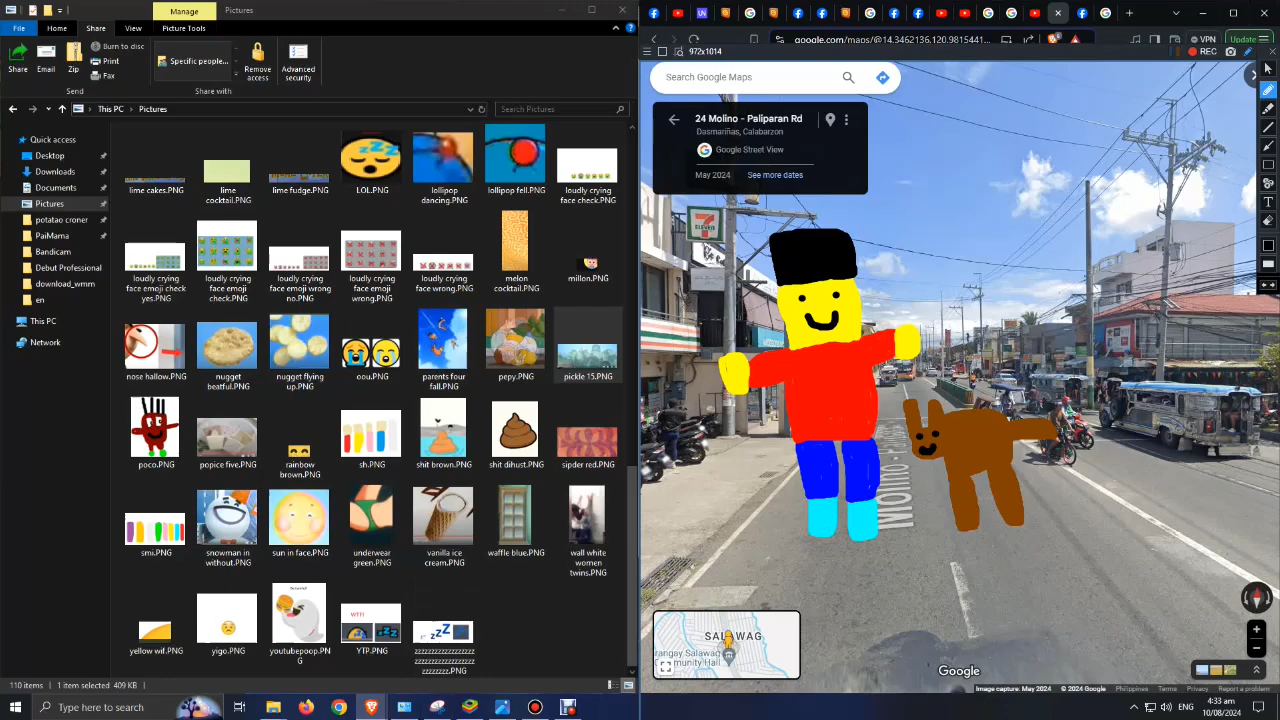 Manage
Pictures
File
Home
Share
View
Picture Tools
Share
Email
Zip
Burn to disc
Print
Fax
Specific people...
Remove access
Advanced security
Send
Share with
This PC
Pictures
Search Pictures
Quick access
Desktop
Downloads
Documents
Pictures
potatao croner
PaiMama
Bandicam
Debut Professional
download_wmm
en
This PC
Network
lime cakes.PNG
lime
cocktail.PNG
lime fudge.PNG
LOL.PNG
lollipop
dancing.PNG
lollipop fell.PNG
loudly crying
face check.PNG
loudly crying
face emoji check
yes.PNG
loudly crying
face emoji
check.PNG
loudly crying
face emoji wrong
no.PNG
loudly crying
face emoji
wrong.PNG
loudly crying
face wrong.PNG
melon
cocktail.PNG
millon.PNG
nose hallow.PNG
nugget
beatful.PNG
nugget flying
up.PNG
oou.PNG
parents four
fall.PNG
pepy.PNG
pickle 15.PNG
poco.PNG
popice five.PNG
rainbow
brown.PNG
sh.PNG
shit brown.PNG
shit dihust.PNG
sipder red.PNG
smi.PNG
snowman in
without.PNG
sun in face.PNG
underwear
green.PNG
vanilla ice
cream.PNG
waffle blue.PNG
wall white
women
twins.PNG
yellow wif.PNG
yigo.PNG
youtubepoop.PNG
YTP.PNG
110 items
1 item selected 409 KB
Type here to search
google.com/maps/@14.3462136,120.9815441...
VPN
Update
972x1014
REC
Search Google Maps
24 Molino - Paliparan Rd
Dasmariñas, Calabarzon
Google Street View
May 2024
See more dates
7
ELEVEN
SALAWAG
rangay Salawag
mmunity Hall
Google
Image capture: May 2024
© 2024 Google
Philippines
Terms
Privacy
Report a problem
ENG
4:33 am
10/08/2024